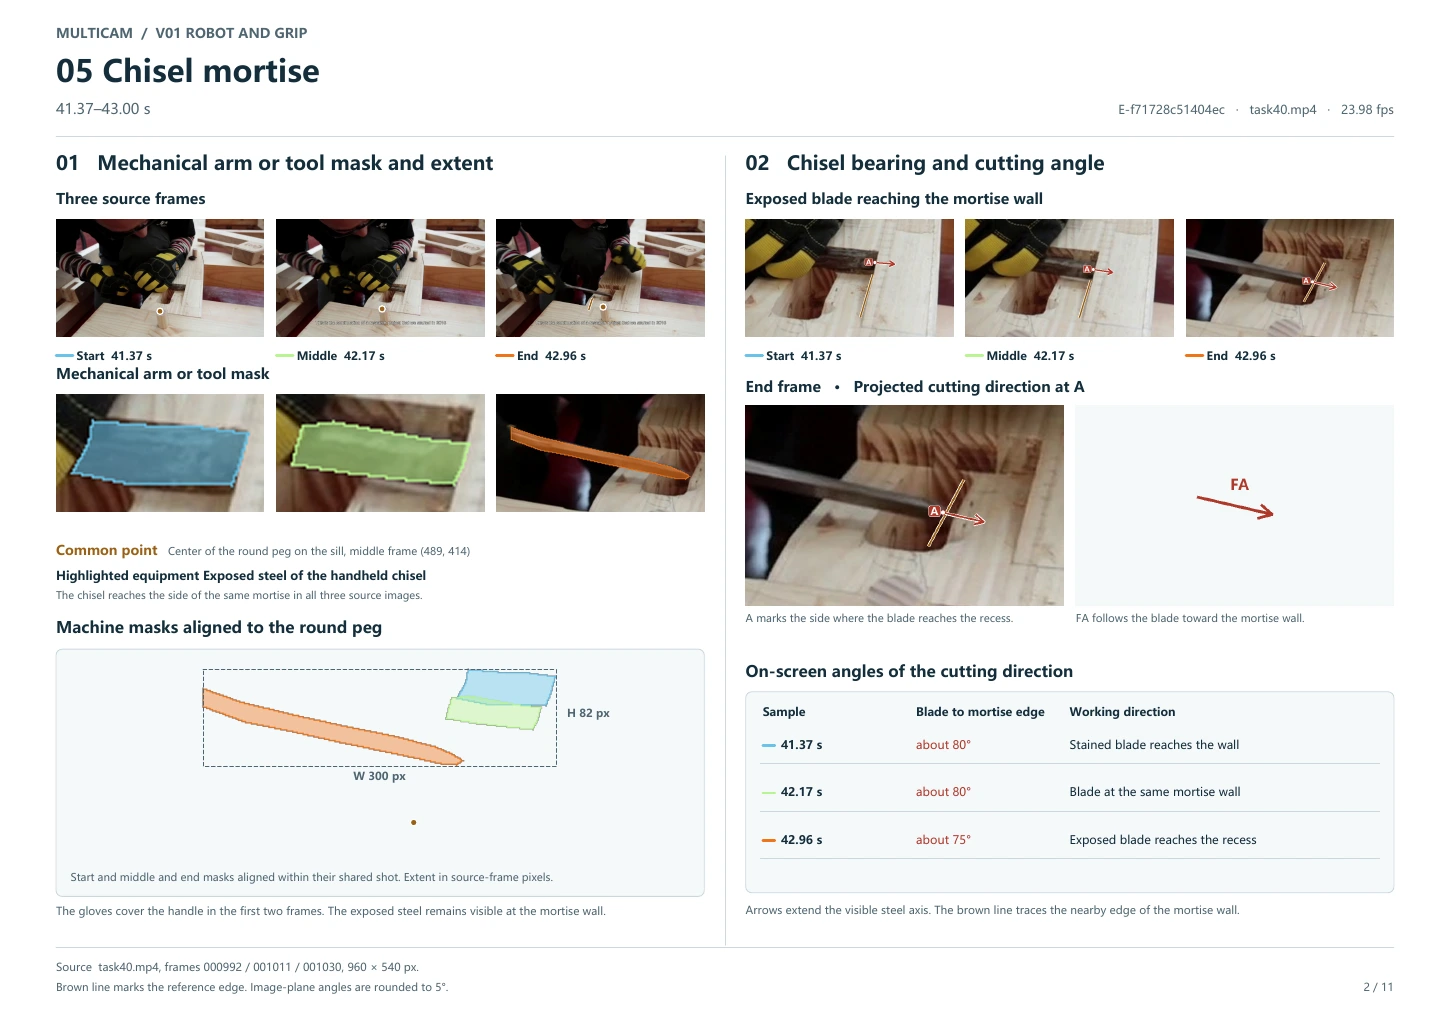 MULTICAM / V01 ROBOT AND GRIP
05 Chisel mortise
41.37–43.00 s
E-f71728c51404ec · task40.mp4 · 23.98 fps
01 Mechanical arm or tool mask and extent
Three source frames
Start 41.37 s
Middle 42.17 s
End 42.96 s
Mechanical arm or tool mask
Common point Center of the round peg on the sill, middle frame (489, 414)
Highlighted equipment Exposed steel of the handheld chisel
The chisel reaches the side of the same mortise in all three source images.
Machine masks aligned to the round peg
H 82 px
W 300 px
Start and middle and end masks aligned within their shared shot. Extent in source-frame pixels.
The gloves cover the handle in the first two frames. The exposed steel remains visible at the mortise wall.
02 Chisel bearing and cutting angle
Exposed blade reaching the mortise wall
A
A
A
Start 41.37 s
Middle 42.17 s
End 42.96 s
End frame • Projected cutting direction at A
A
FA
A marks the side where the blade reaches the recess.
FA follows the blade toward the mortise wall.
On-screen angles of the cutting direction
Sample Blade to mortise edge Working direction
41.37 s about 80° Stained blade reaches the wall
42.17 s about 80° Blade at the same mortise wall
42.96 s about 75° Exposed blade reaches the recess
Arrows extend the visible steel axis. The brown line traces the nearby edge of the mortise wall.
Source task40.mp4, frames 000992 / 001011 / 001030, 960 × 540 px.
Brown line marks the reference edge. Image-plane angles are rounded to 5°.
2 / 11